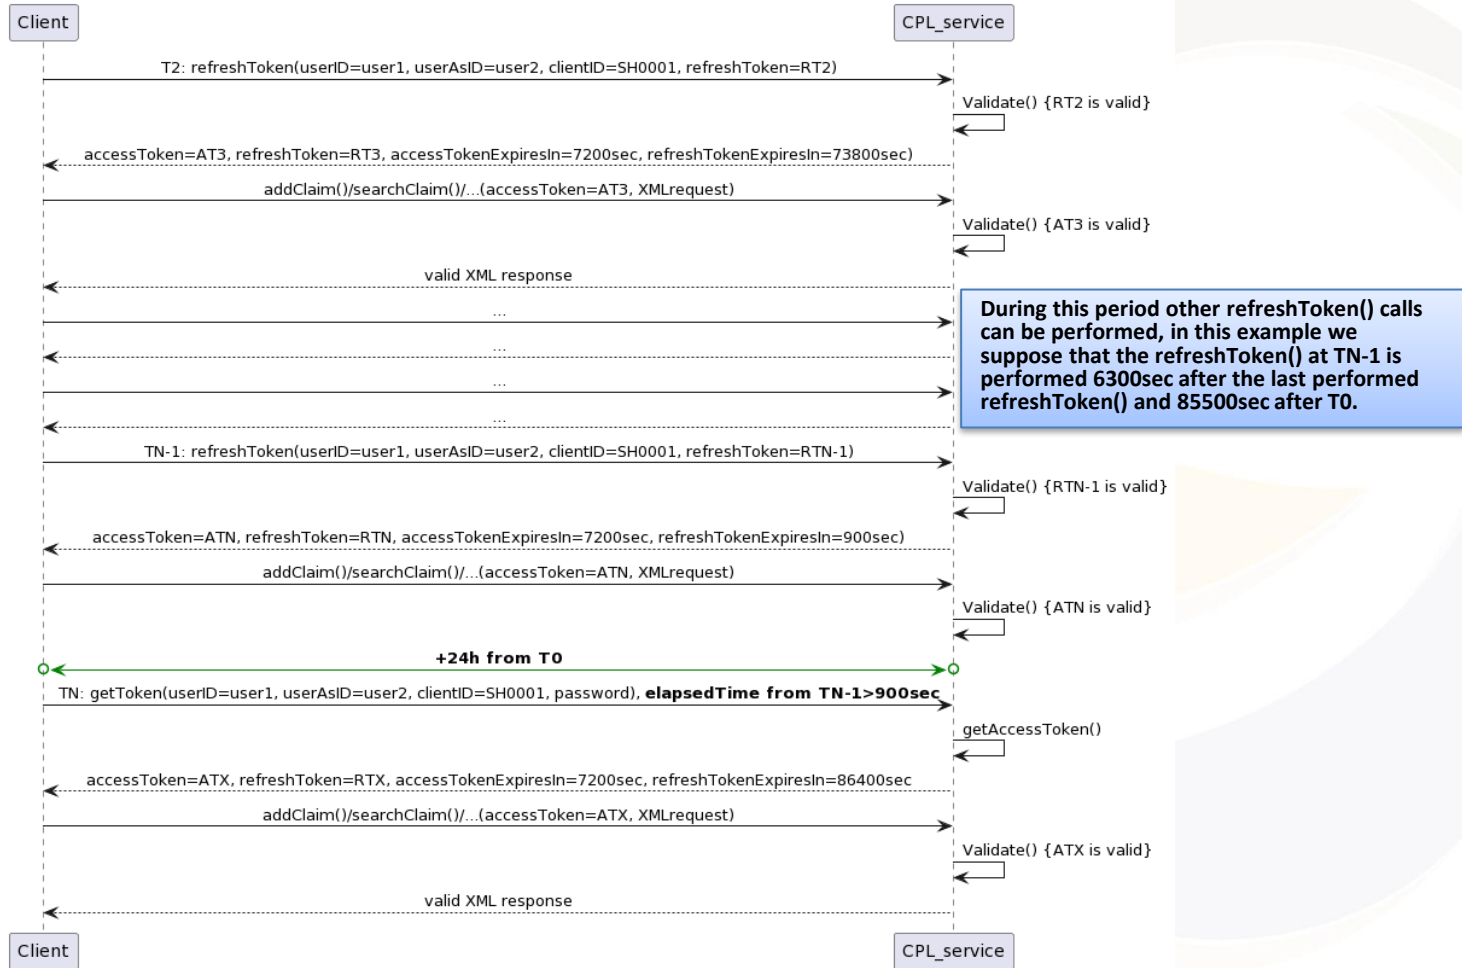 Client CPL_service
T2: refreshToken(userID=user1, userAsID=user2, clientID=SH0001, refreshToken=RT2)
Validate() {RT2 is valid}
accessToken=AT3, refreshToken=RT3, accessTokenExpiresIn=7200sec, refreshTokenExpiresIn=73800sec)
addClaim()/searchClaim()/...(accessToken=AT3, XMLrequest)
Validate() {AT3 is valid}
valid XML response
...
...
...
...
During this period other refreshToken() calls
can be performed, in this example we
suppose that the refreshToken() at TN-1 is
performed 6300sec after the last performed
refreshToken() and 85500sec after T0.
TN-1: refreshToken(userID=user1, userAsID=user2, clientID=SH0001, refreshToken=RTN-1)
Validate() {RTN-1 is valid}
accessToken=ATN, refreshToken=RTN, accessTokenExpiresIn=7200sec, refreshTokenExpiresIn=900sec)
addClaim()/searchClaim()/...(accessToken=ATN, XMLrequest)
Validate() {ATN is valid}
+24h from T0
TN: getToken(userID=user1, userAsID=user2, clientID=SH0001, password), elapsedTime from TN-1>900sec
getAccessToken()
accessToken=ATX, refreshToken=RTX, accessTokenExpiresIn=7200sec, refreshTokenExpiresIn=86400sec
addClaim()/searchClaim()/...(accessToken=ATX, XMLrequest)
Validate() {ATX is valid}
valid XML response
Client CPL_service